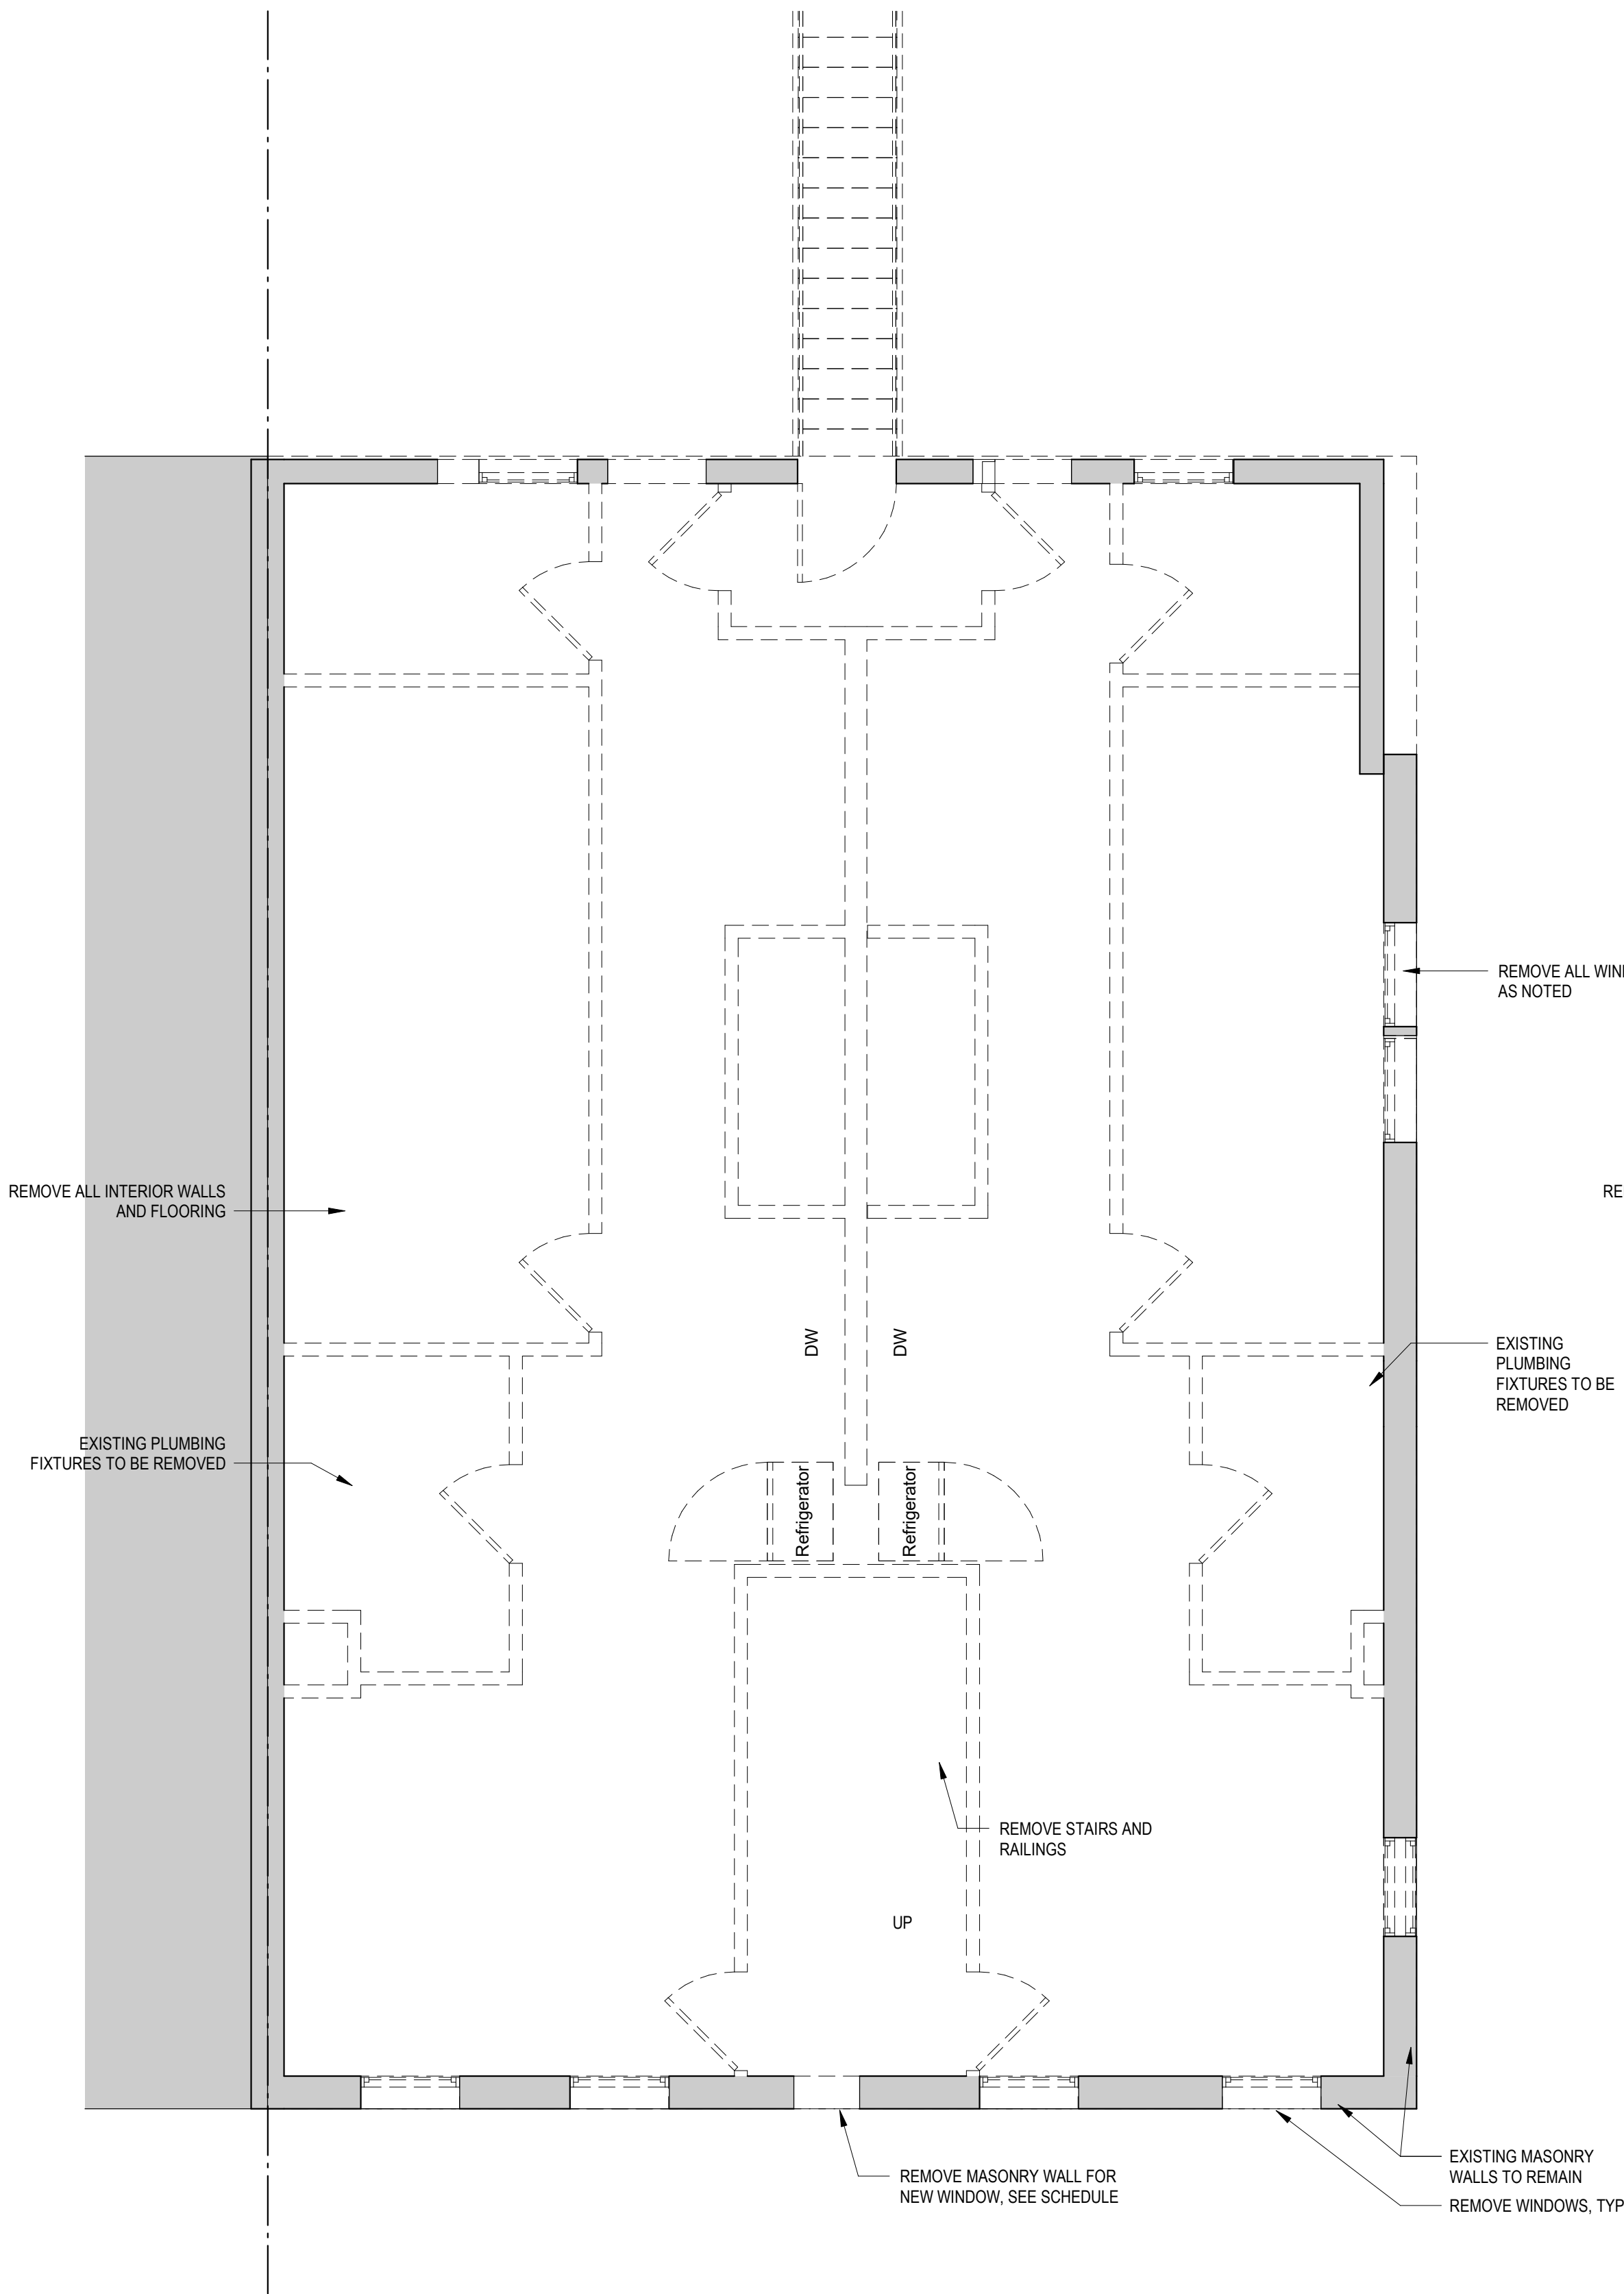 REMOVE ALL WIN
AS NOTED
REMOVE ALL INTERIOR WALLS
AND FLOORING
RE
DW
DW
EXISTING
PLUMBING
FIXTURES TO BE
REMOVED
EXISTING PLUMBING
FIXTURES TO BE REMOVED
Refrigerator
Refrigerator
REMOVE STAIRS AND
RAILINGS
UP
EXISTING MASONRY
WALLS TO REMAIN
REMOVE MASONRY WALL FOR
NEW WINDOW, SEE SCHEDULE
REMOVE WINDOWS, TYP